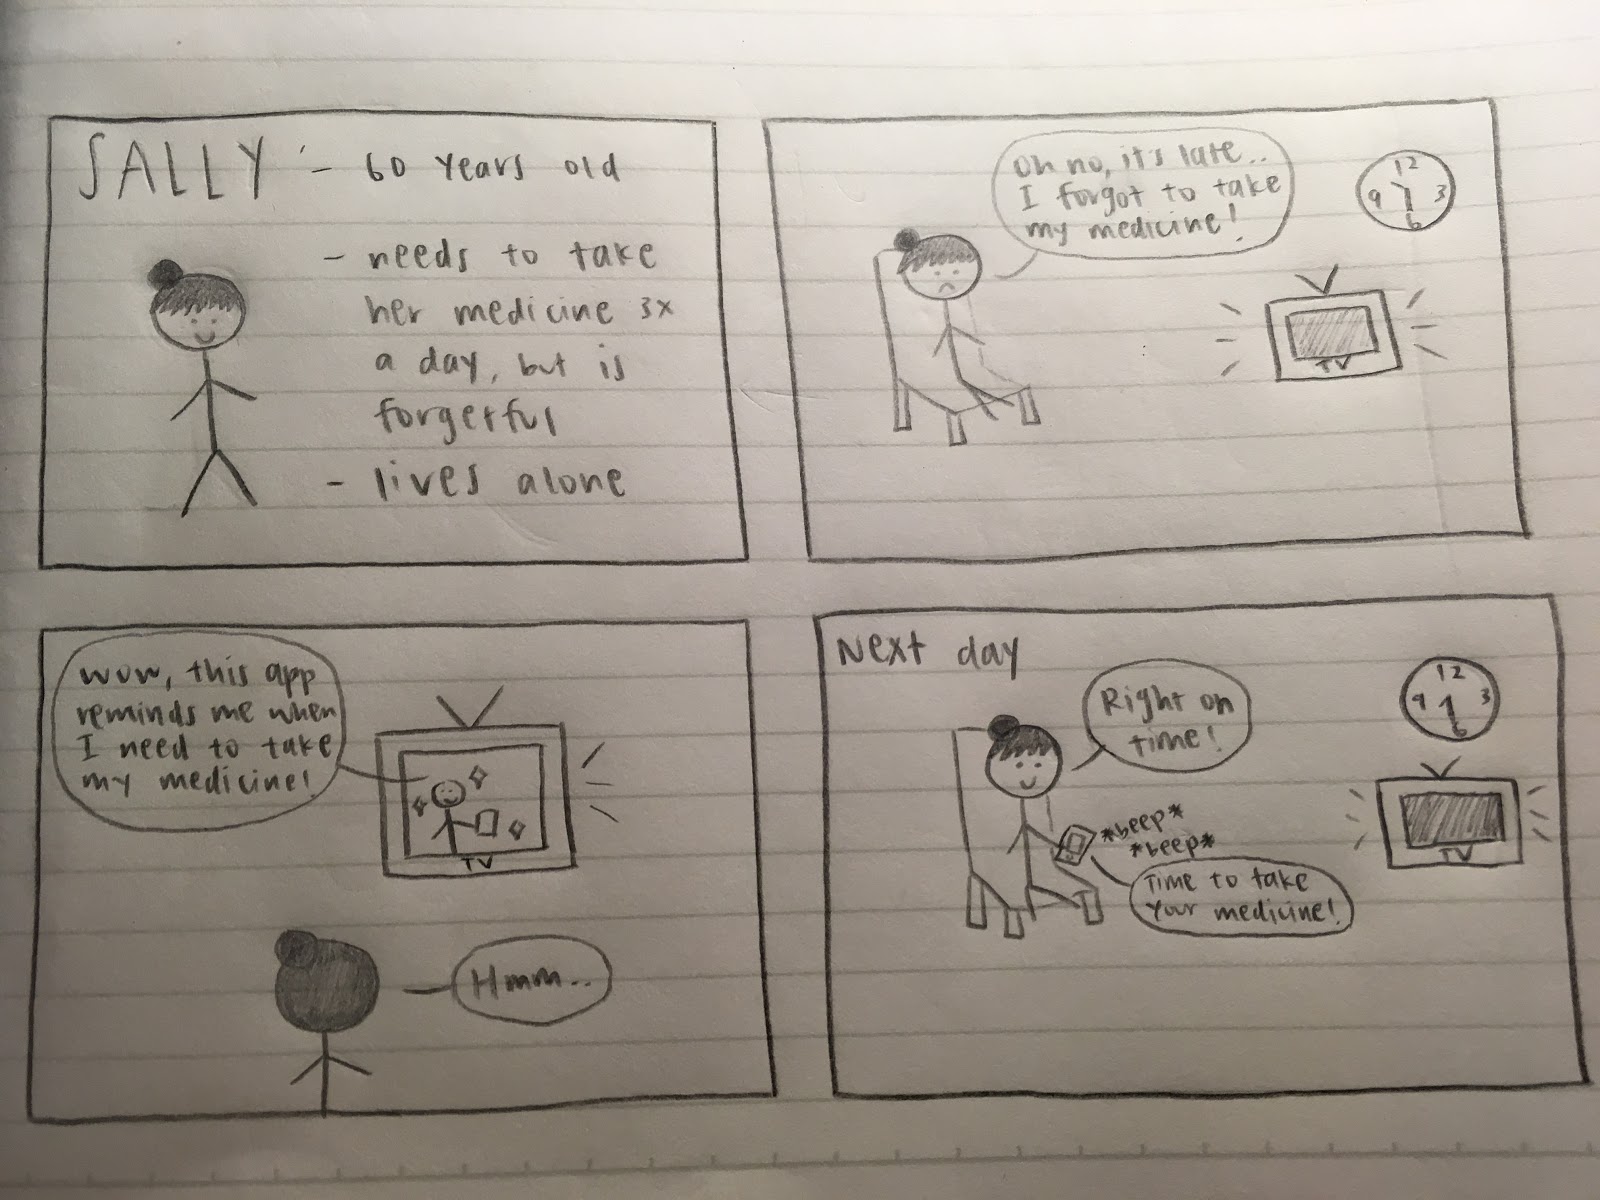 SALLY :
- 60 years old
- needs to take
her medicine 3x
a day, but is
forgetful
- lives alone
Oh no, it's late..
I forgot to take
my medicine!
12
9 3
6
TV
Wow, this app
reminds me when
I need to take
my medicine!
TV
Hmm..
Next day
Right on
time!
12
9 3
6
*beep*
*beep*
Time to take
your medicine!
TV